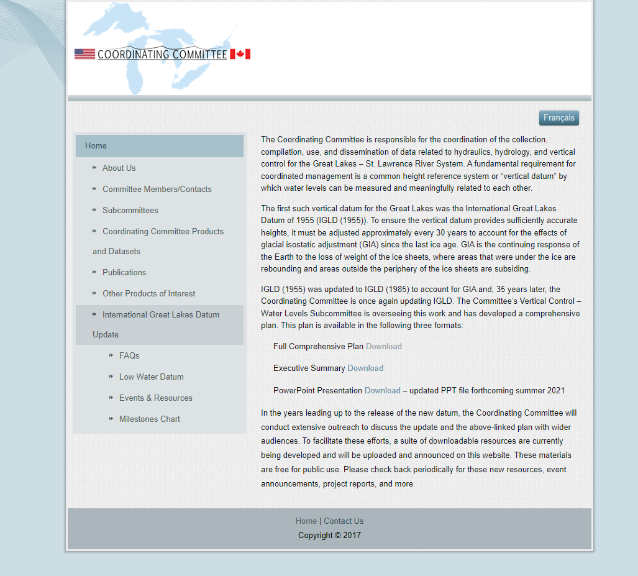 COORDINATING COMMITTEE
Français
Home
About Us
Committee Members/Contacts
Subcommittees
Coordinating Committee Products
and Datasets
Publications
Other Products of Interest
International Great Lakes Datum
Update
FAQs
Low Water Datum
Events & Resources
Milestones Chart
The Coordinating Committee is responsible for the coordination of the collection,
compilation, use, and dissemination of data related to hydraulics, hydrology, and vertical
control for the Great Lakes – St. Lawrence River System. A fundamental requirement for
coordinated management is a common height reference system or “vertical datum” by
which water levels can be measured and meaningfully related to each other.
The first such vertical datum for the Great Lakes was the International Great Lakes
Datum of 1955 (IGLD (1955)). To ensure the vertical datum provides sufficiently accurate
heights, it must be adjusted approximately every 30 years to account for the effects of
glacial isostatic adjustment (GIA) since the last ice age. GIA is the continuing response of
the Earth to the loss of weight of the ice sheets, where areas that were under the ice are
rebounding and areas outside the periphery of the ice sheets are subsiding.
IGLD (1955) was updated to IGLD (1985) to account for GIA and, 35 years later, the
Coordinating Committee is once again updating IGLD. The Committee’s Vertical Control –
Water Levels Subcommittee is overseeing this work and has developed a comprehensive
plan. This plan is available in the following three formats:
Full Comprehensive Plan Download
Executive Summary Download
PowerPoint Presentation Download – updated PPT file forthcoming summer 2021
In the years leading up to the release of the new datum, the Coordinating Committee will
conduct extensive outreach to discuss the update and the above-linked plan with wider
audiences. To facilitate these efforts, a suite of downloadable resources are currently
being developed and will be uploaded and announced on this website. These materials
are free for public use. Please check back periodically for these new resources, event
announcements, project reports, and more.
Home | Contact Us
Copyright © 2017